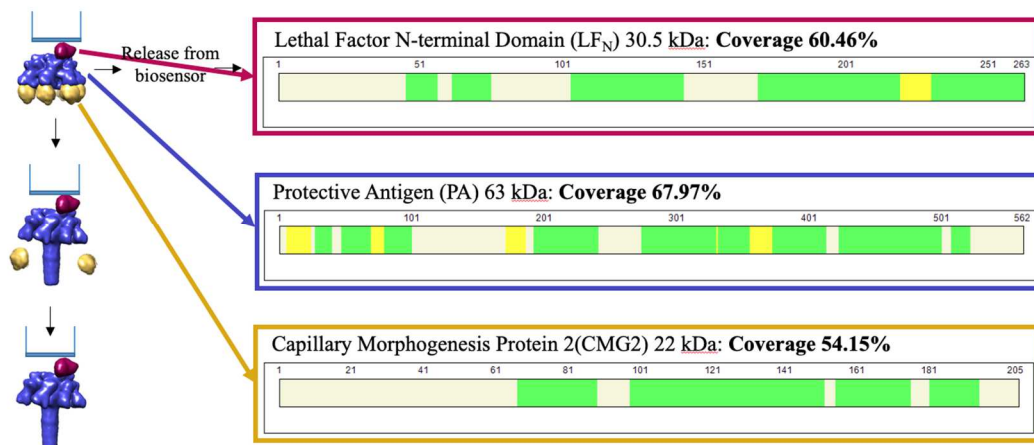 Release from
biosensor
Lethal Factor N-terminal Domain (LFN) 30.5 kDa: Coverage 60.46%
1 51 101 151 201 251 263
Protective Antigen (PA) 63 kDa: Coverage 67.97%
1 101 201 301 401 501 562
Capillary Morphogenesis Protein 2(CMG2) 22 kDa: Coverage 54.15%
1 21 41 61 81 101 121 141 161 181 205